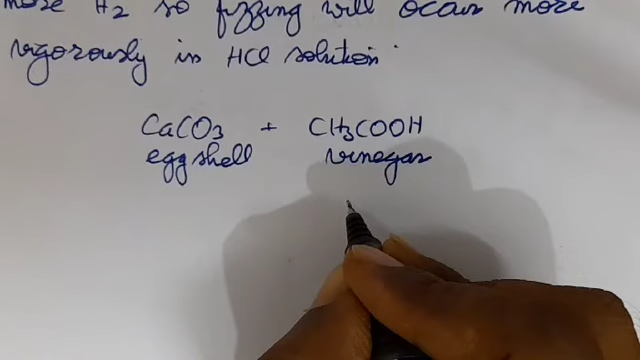 more H₂ so fizzing will occur more
vigorously in HCl solution.
CaCO₃ + CH₃COOH
egg shell vinegar